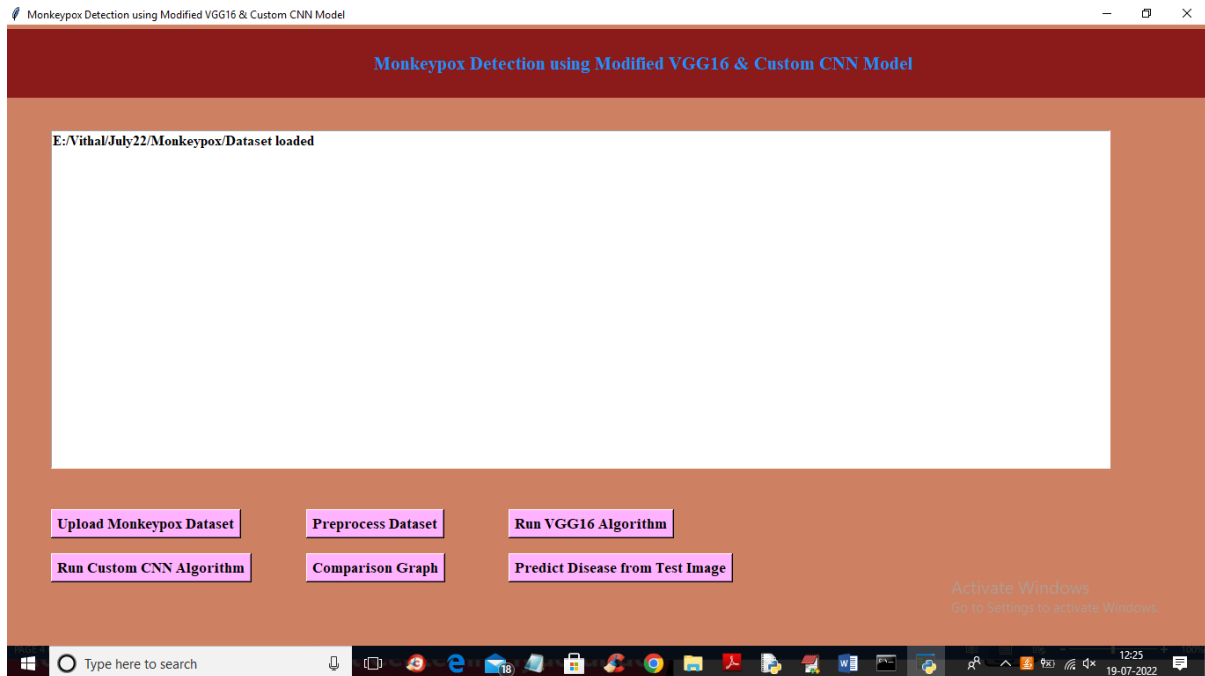 Monkeypox Detection using Modified VGG16 & Custom CNN Model
Monkeypox Detection using Modified VGG16 & Custom CNN Model
E:/Vithal/July22/Monkeypox/Dataset loaded
Upload Monkeypox Dataset
Preprocess Dataset
Run VGG16 Algorithm
Run Custom CNN Algorithm
Comparison Graph
Predict Disease from Test Image
Activate Windows
Go to Settings to activate Windows.
Type here to search
18
12:25
19-07-2022
100%